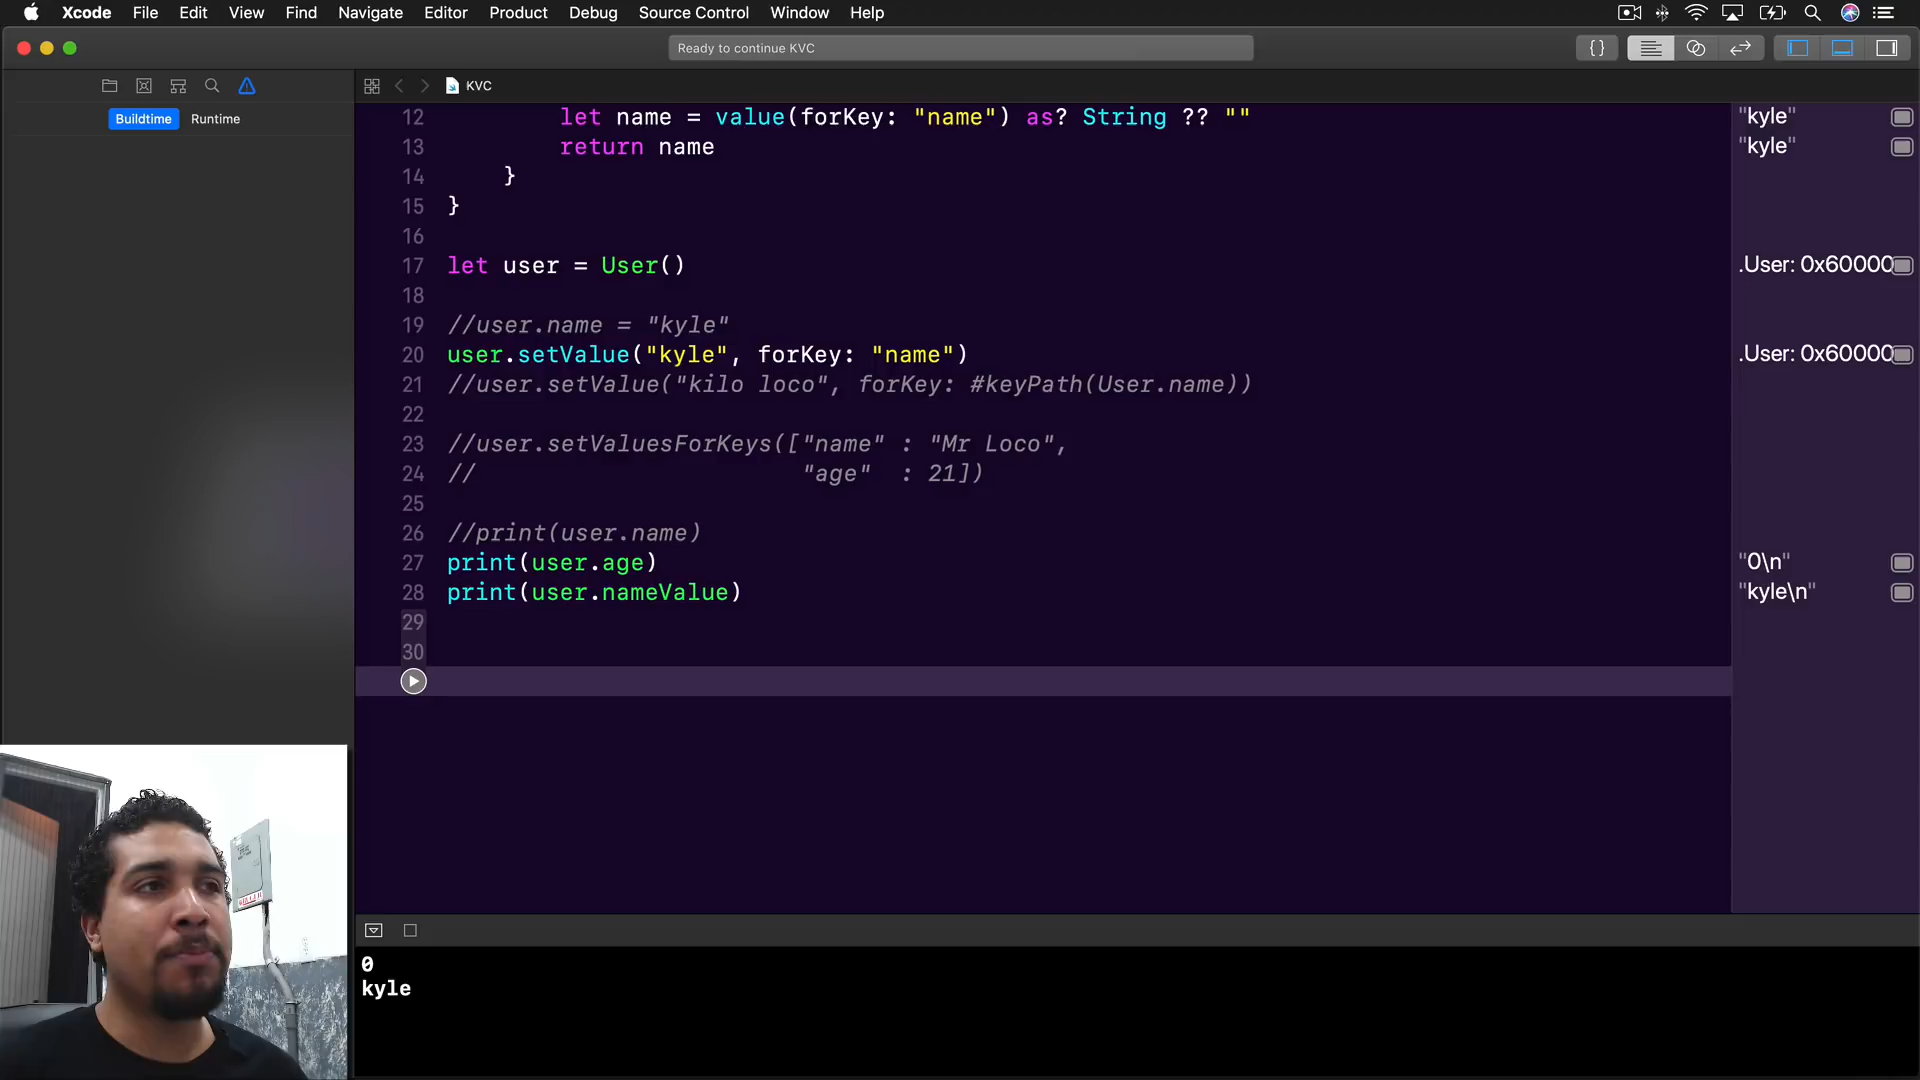 Xcode File Edit View Find Navigate Editor Product Debug Source Control Window Help
Ready to continue KVC
{}
KVC
Buildtime Runtime
12 let name = value(forKey: "name") as? String ?? "" "kyle"
13 return name "kyle"
14 }
15 }
16
17 let user = User() .User: 0x60000
18
19 //user.name = "kyle"
20 user.setValue("kyle", forKey: "name") .User: 0x60000
21 //user.setValue("kilo loco", forKey: #keyPath(User.name))
22
23 //user.setValuesForKeys(["name" : "Mr Loco",
24 // "age" : 21])
25
26 //print(user.name)
27 print(user.age) "0\n"
28 print(user.nameValue) "kyle\n"
29
30
0
kyle